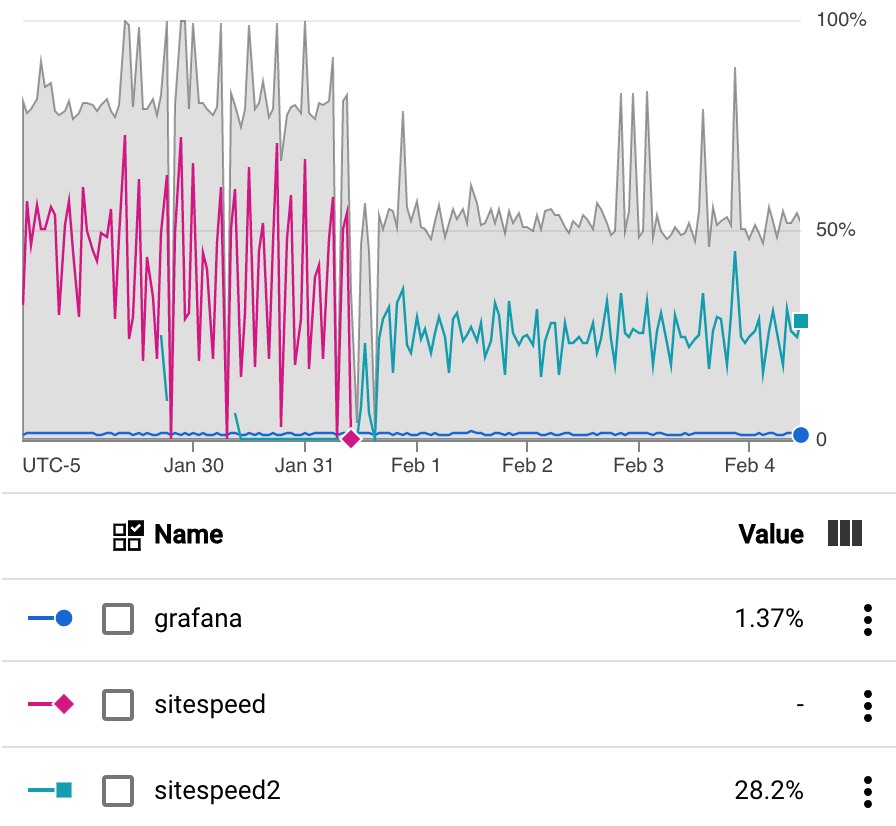 100%
50%
0
UTC-5 Jan 30 Jan 31 Feb 1 Feb 2 Feb 3 Feb 4
Name Value
grafana 1.37%
sitespeed -
sitespeed2 28.2%